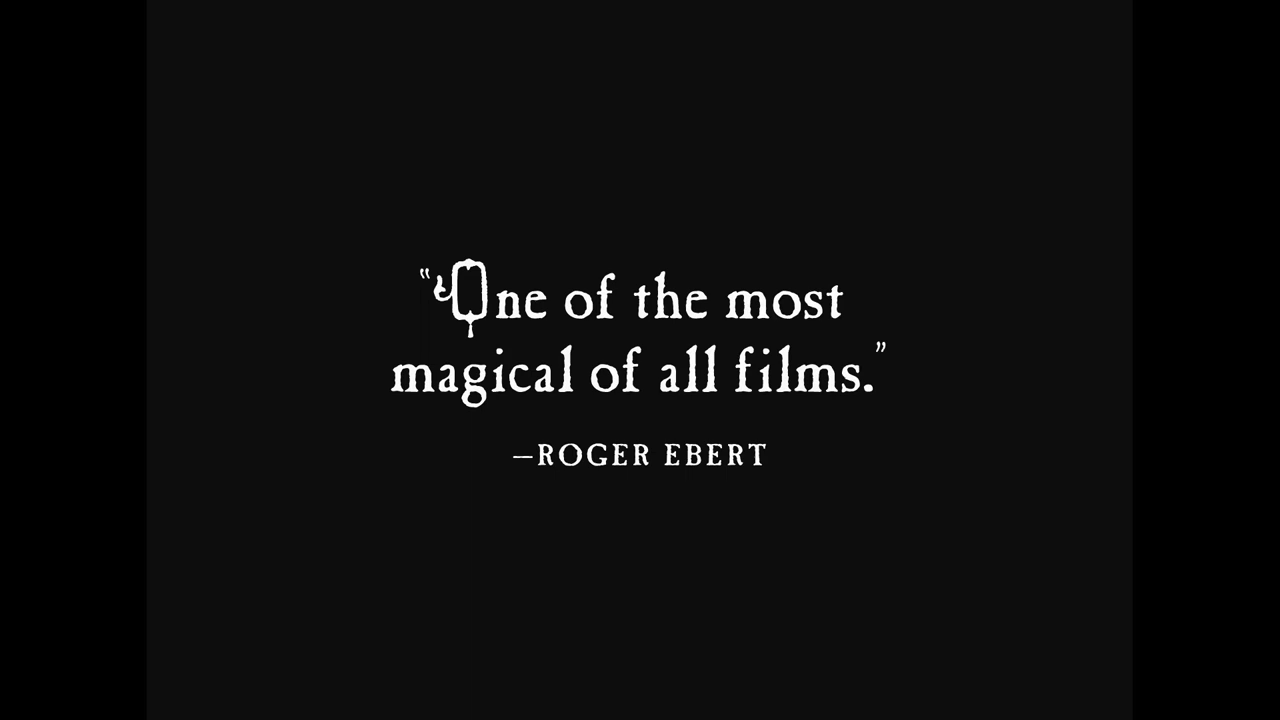 “One of the most
magical of all films.”
—ROGER EBERT